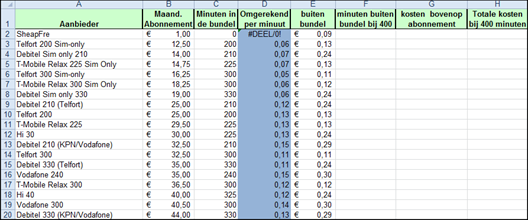 A B C D E F G H
1 Aanbieder Maand. Abonnement Minuten in de bundel Omgerekend per minuut buiten bundel minuten buiten bundel bij 400 kosten bovenop abonnement Totale kosten bij 400 minuten
2 SheapFre € 1,00 0 #DEEL/0! € 0,09
3 Telfort 200 Sim-only € 12,50 200 0,06 € 0,13
4 Debitel Sim only 210 € 14,00 210 0,07 € 0,24
5 T-Mobile Relax 225 Sim Only € 14,75 225 0,07 € 0,13
6 Telfort 300 Sim-only € 16,25 300 0,05 € 0,11
7 T-Mobile Relax 300 Sim Only € 18,25 300 0,06 € 0,12
8 Debitel Sim only 330 € 19,00 330 0,06 € 0,24
9 Debitel 210 (Telfort) € 25,00 210 0,12 € 0,24
10 Telfort 200 € 25,00 200 0,13 € 0,13
11 T-Mobile Relax 225 € 29,50 225 0,13 € 0,13
12 Hi 30 € 30,00 225 0,13 € 0,24
13 Debitel 210 (KPN/Vodafone) € 32,50 210 0,15 € 0,29
14 Telfort 300 € 32,50 300 0,11 € 0,11
15 Debitel 330 (Telfort) € 35,00 330 0,11 € 0,24
16 Vodafone 240 € 35,00 240 0,15 € 0,30
17 T-Mobile Relax 300 € 36,50 300 0,12 € 0,12
18 Hi 40 € 40,00 325 0,12 € 0,24
19 Vodafone 300 € 40,50 300 0,14 € 0,30
20 Debitel 330 (KPN/Vodafone) € 44,00 330 0,13 € 0,29